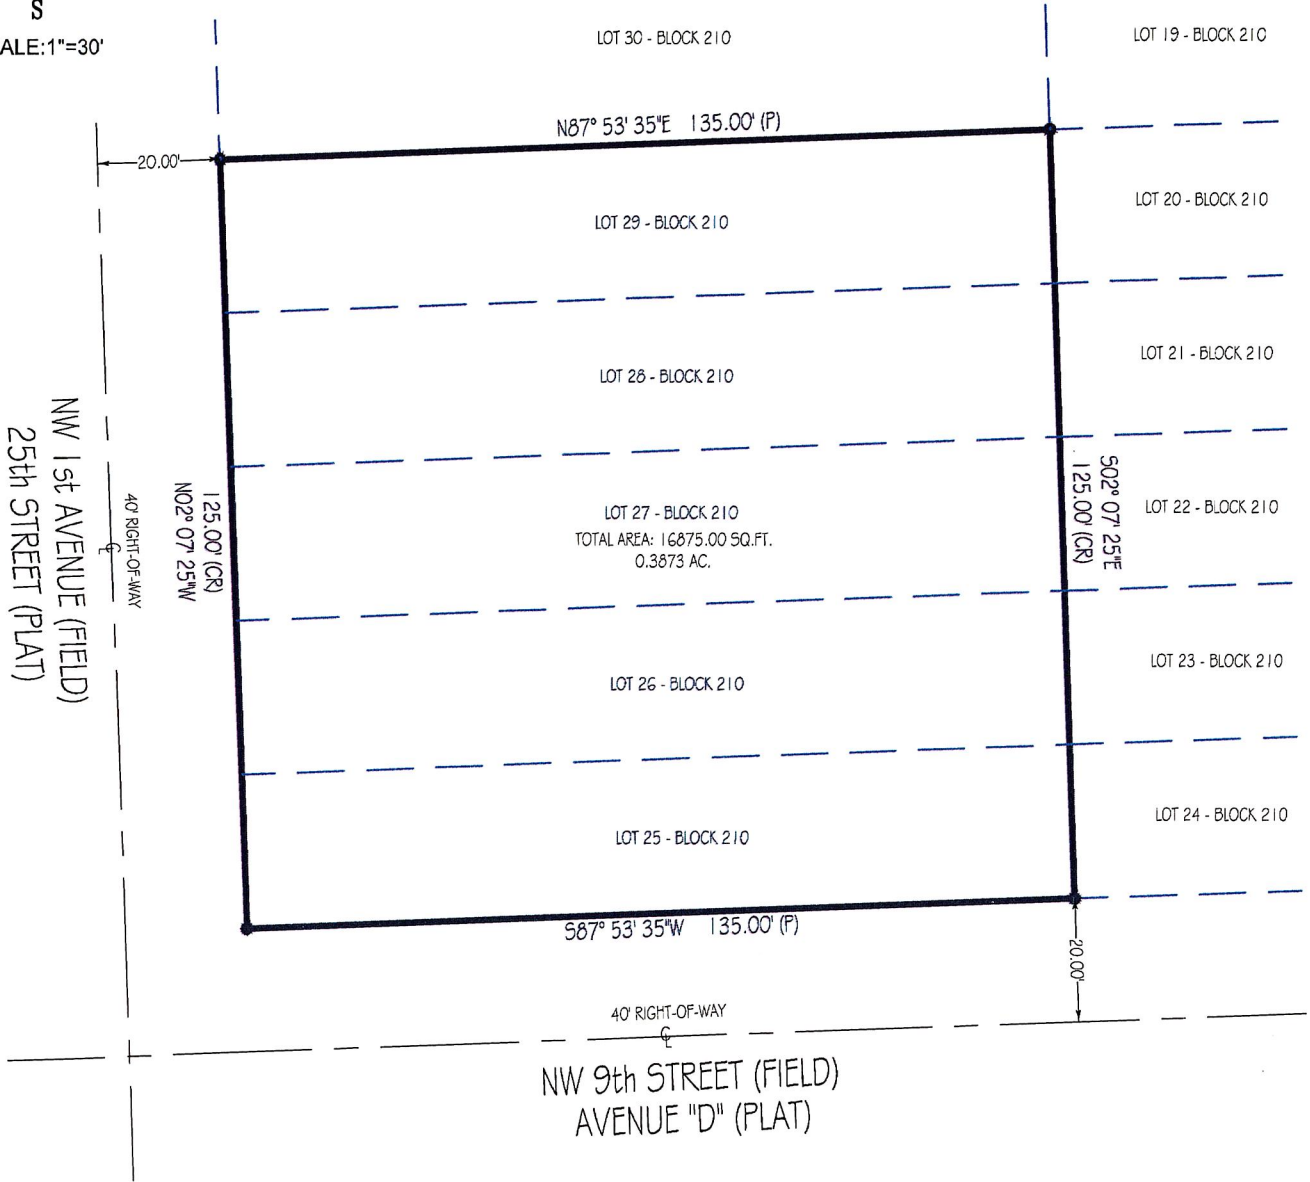 S
ALE:1"=30'
LOT 30 - BLOCK 210
LOT 19 - BLOCK 210
N87° 53' 35"E 135.00' (P)
20.00'
LOT 29 - BLOCK 210
LOT 20 - BLOCK 210
LOT 28 - BLOCK 210
LOT 21 - BLOCK 210
NW 1st AVENUE (FIELD)
25th STREET (PLAT)
40' RIGHT-OF-WAY
℄
125.00' (CR)
N02° 07' 25"W
LOT 27 - BLOCK 210
TOTAL AREA: 16875.00 SQ.FT.
0.3873 AC.
S02° 07' 25"E
125.00' (CR)
LOT 22 - BLOCK 210
LOT 26 - BLOCK 210
LOT 23 - BLOCK 210
LOT 25 - BLOCK 210
LOT 24 - BLOCK 210
S87° 53' 35"W 135.00' (P)
20.00'
40' RIGHT-OF-WAY
℄
NW 9th STREET (FIELD)
AVENUE "D" (PLAT)